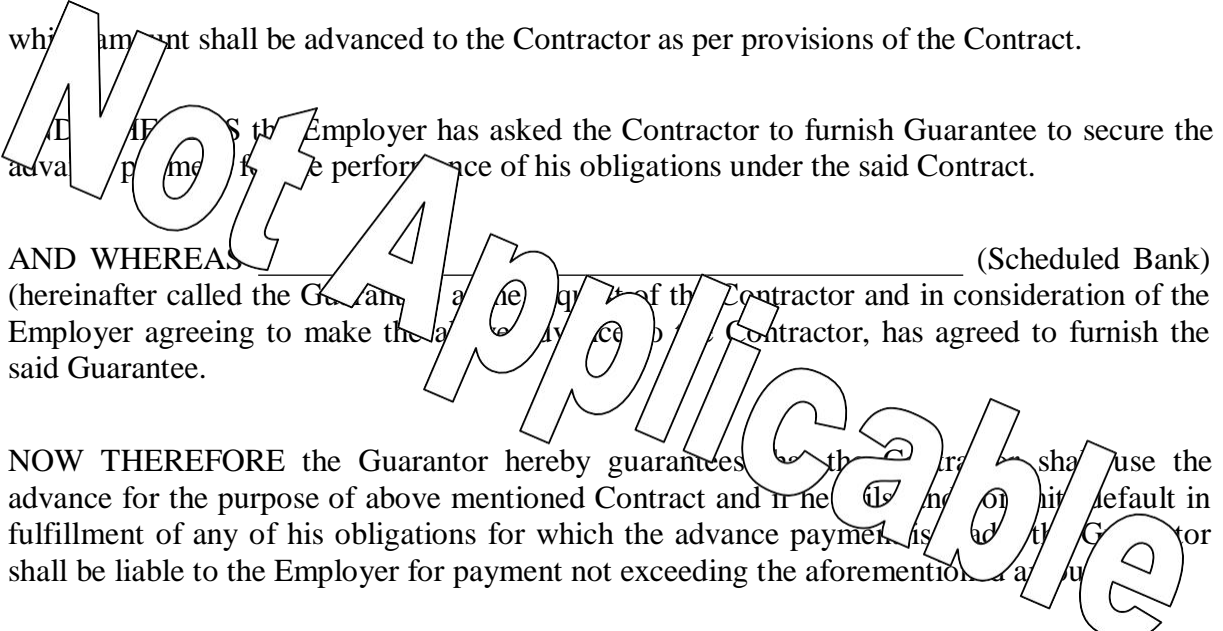 shall be advanced to the Contractor as per provisions of the Contract.
Employer has asked the Contractor to furnish Guarantee to secure the
of his obligations under the said Contract.
AND WHEREAS ______________________________ (Scheduled Bank)
(hereinafter called the of Contractor and in consideration of the
Employer agreeing to make Contractor, has agreed to furnish the
said Guarantee.
NOW THEREFORE the Guarantor hereby guarantees use the
advance for the purpose of above mentioned Contract and if he default in
fulfillment of any of his obligations for which the advance payment is
shall be liable to the Employer for payment not exceeding the aforementioned
Not Applicable